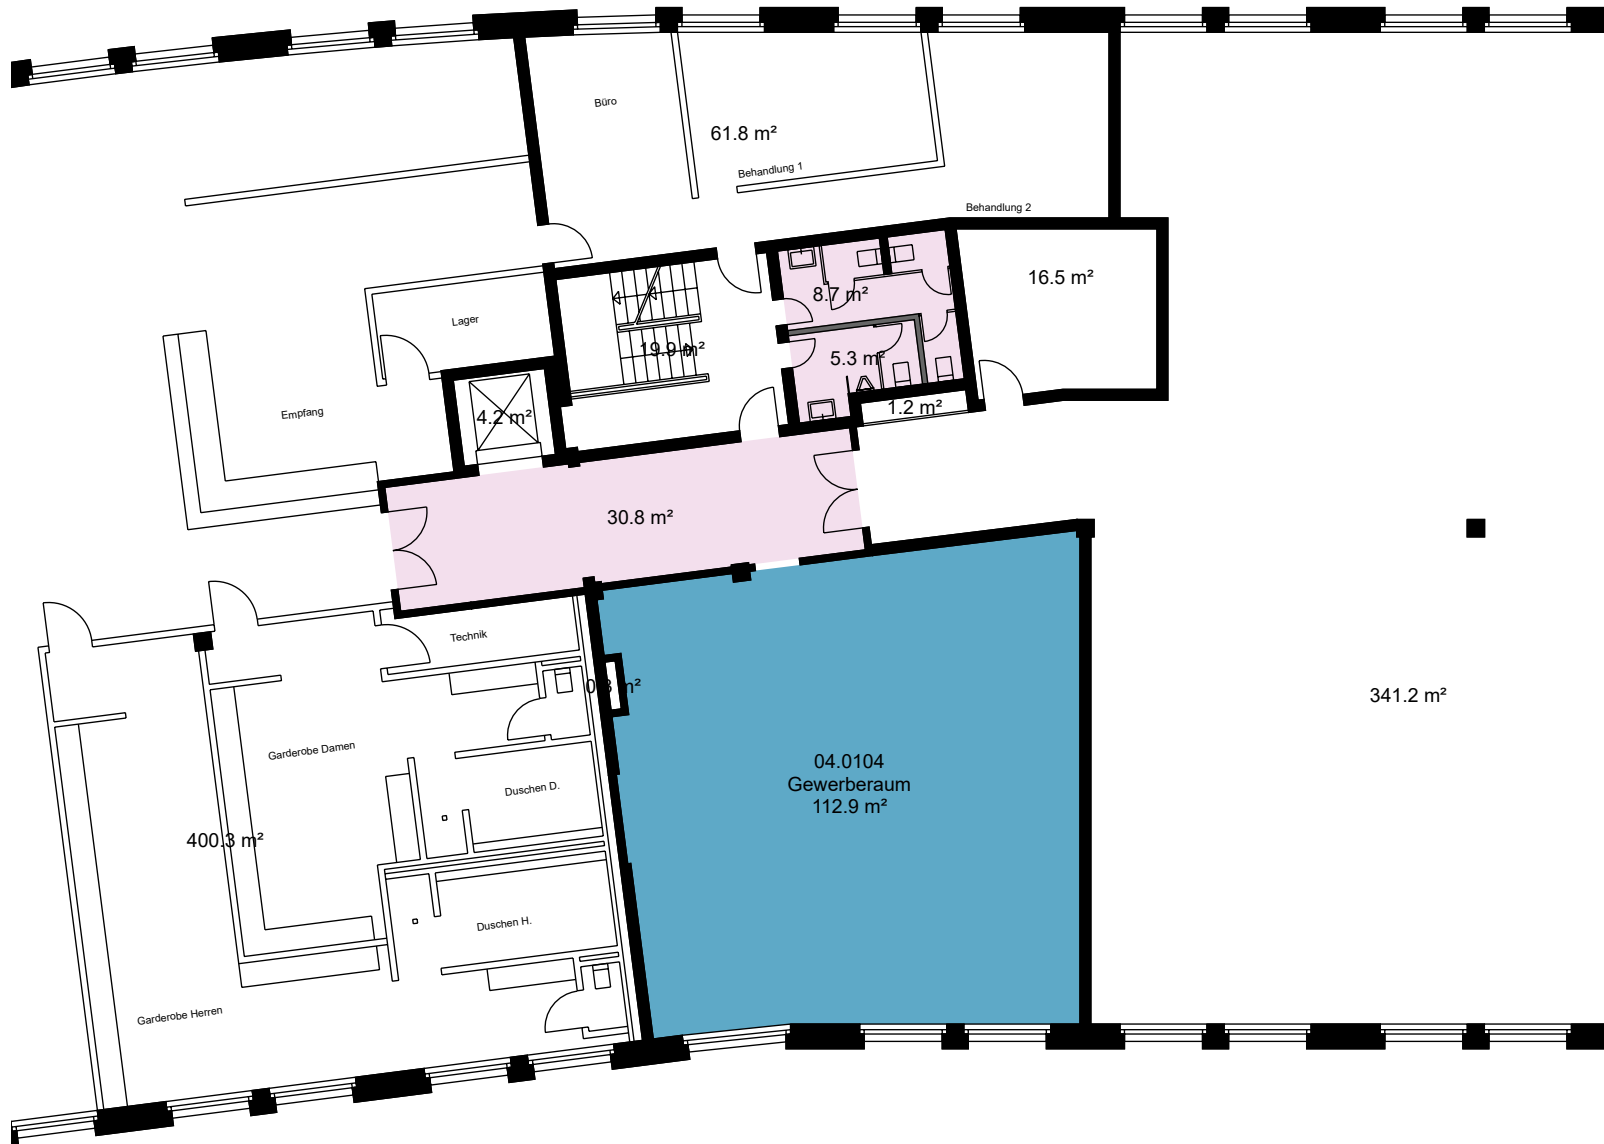 Büro
61.8 m²
Behandlung 1
Behandlung 2
16.5 m²
8.7 m²
Lager
19.9 m²
5.3 m²
Empfang
4.2 m²
1.2 m²
30.8 m²
Technik
341.2 m²
Garderobe Damen
04.0104
Gewerberaum
112.9 m²
Duschen D.
400.3 m²
Duschen H.
Garderobe Herren